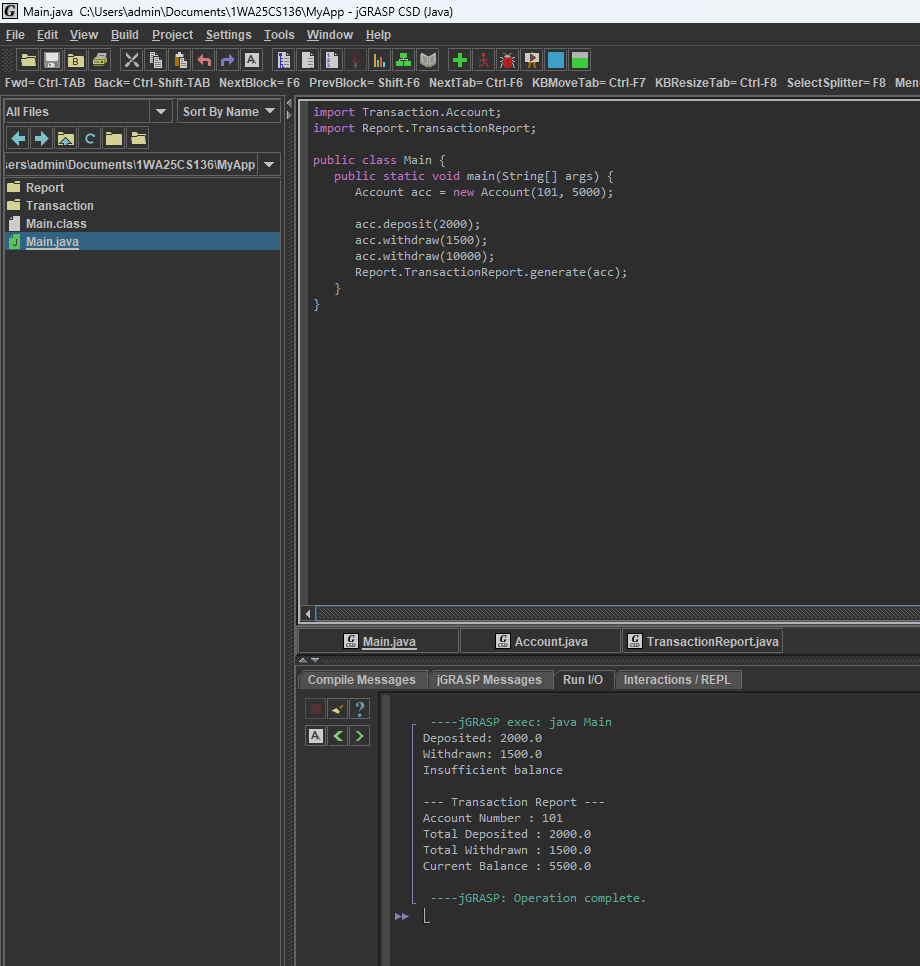 Main.java C:\Users\admin\Documents\1WA25CS136\MyApp - jGRASP CSD (Java)
File Edit View Build Project Settings Tools Window Help
Fwd= Ctrl-TAB Back= Ctrl-Shift-TAB NextBlock= F6 PrevBlock= Shift-F6 NextTab= Ctrl-F6 KBMoveTab= Ctrl-F7 KBResizeTab= Ctrl-F8 SelectSplitter= F8 Menu
All Files Sort By Name
sers\admin\Documents\1WA25CS136\MyApp
Report
Transaction
Main.class
Main.java
import Transaction.Account;
import Report.TransactionReport;
public class Main {
public static void main(String[] args) {
Account acc = new Account(101, 5000);
acc.deposit(2000);
acc.withdraw(1500);
acc.withdraw(10000);
Report.TransactionReport.generate(acc);
}
}
Main.java Account.java TransactionReport.java
Compile Messages jGRASP Messages Run I/O Interactions / REPL
----jGRASP exec: java Main
Deposited: 2000.0
Withdrawn: 1500.0
Insufficient balance
--- Transaction Report ---
Account Number : 101
Total Deposited : 2000.0
Total Withdrawn : 1500.0
Current Balance : 5500.0
----jGRASP: Operation complete.